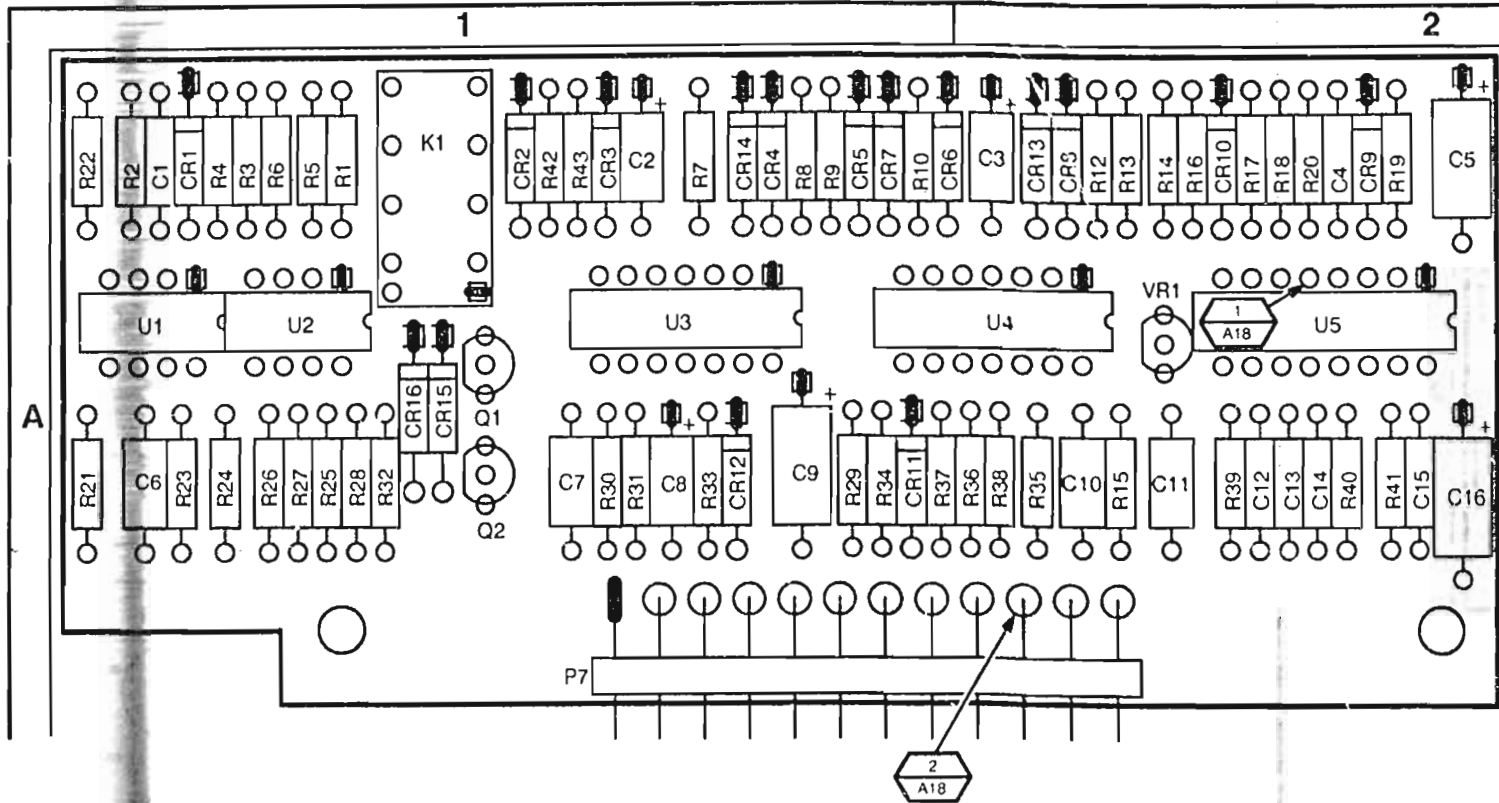 1 2
R22 R2 C1 CR1 R4 R3 R6 R5 R1 K1 CR2 R42 R43 CR3 C2 + R7 CR14 CR4 R8 R9 CR5 CR7 R10 CR6 C3 + CR13 CR8 R12 R13 R14 R16 CR10 R17 R18 R20 C4 CR9 R19 C5 +
U1 U2 U3 U4 VR1 1 U5
A18
A
CR16 CR15 Q1
R21 C6 R23 R24 R26 R27 R25 R28 R32 Q2 C7 R30 R31 C8 + R33 CR12 C9 + R29 R34 CR11 R37 R36 R38 R35 C10 R15 C11 R39 C12 C13 C14 R40 R41 C15 C16 +
P7
2
A18